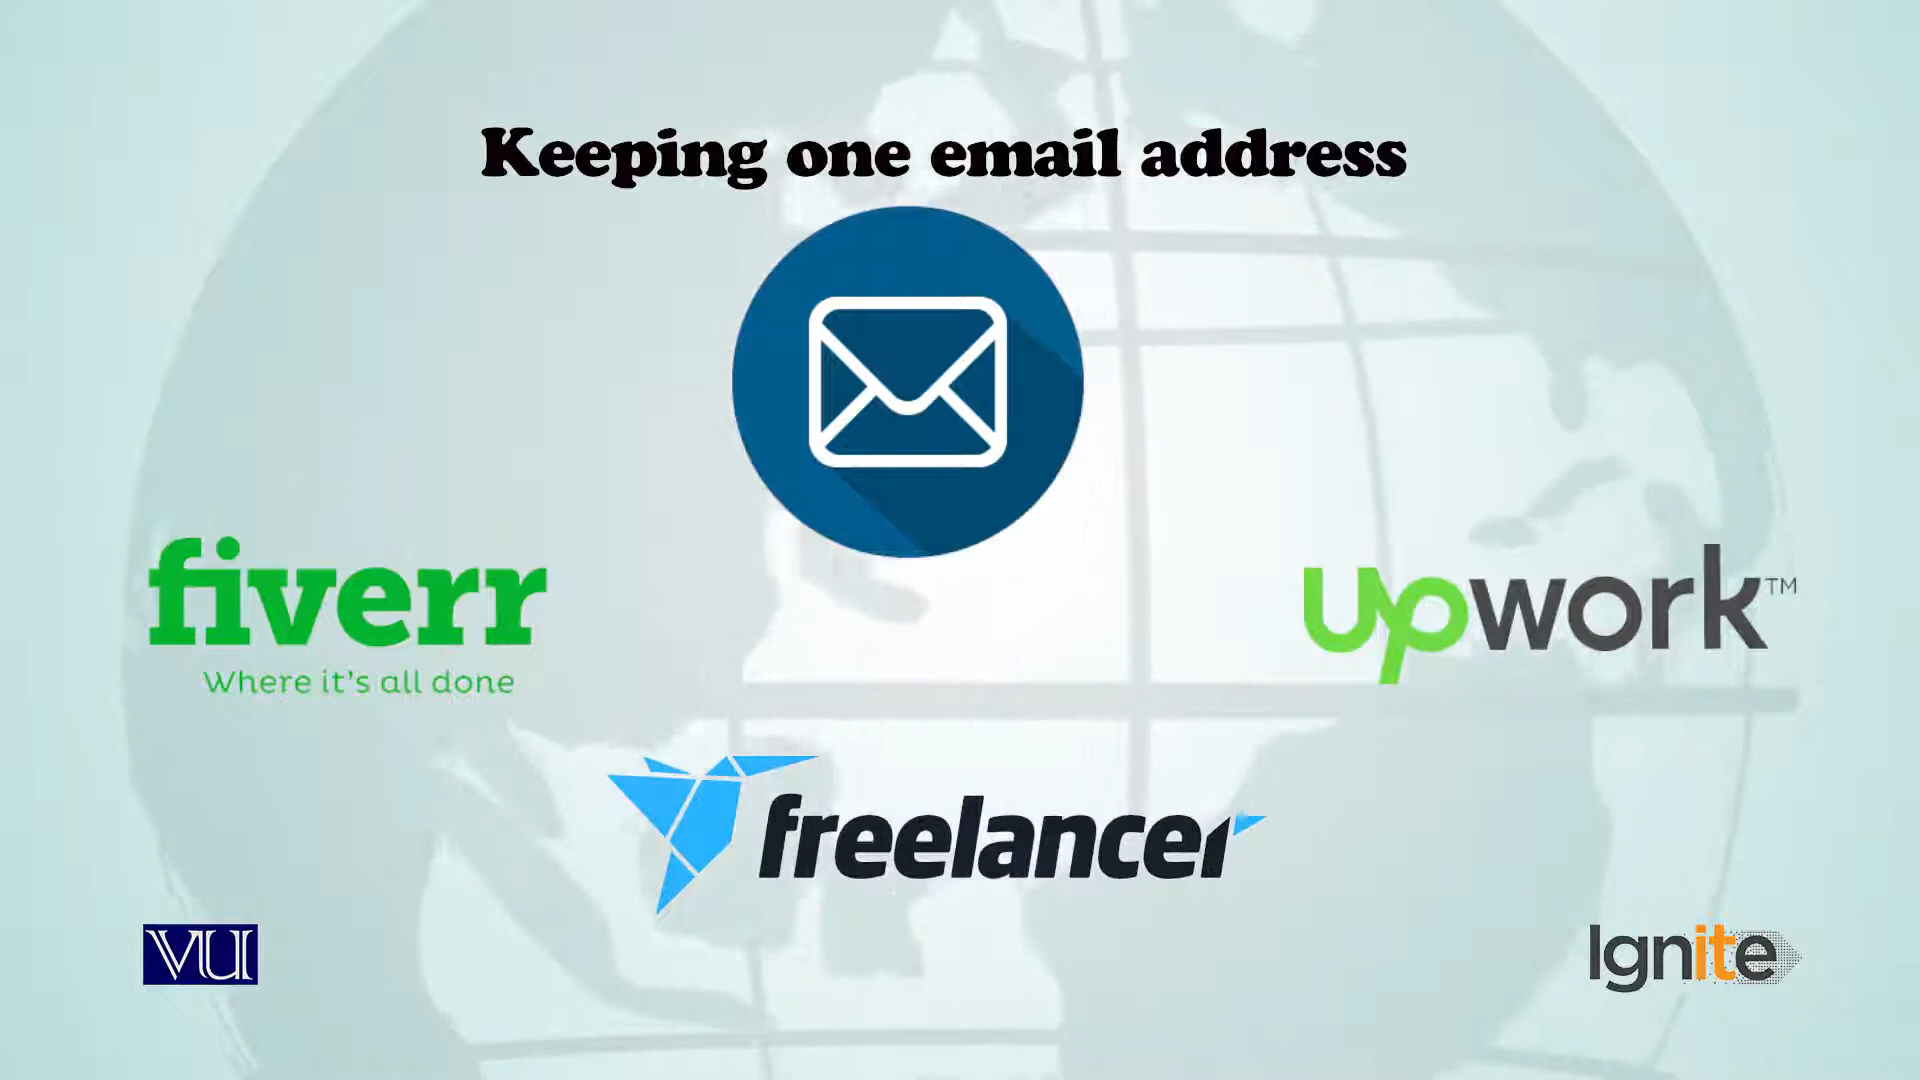 Keeping one email address
fiverr
Where it's all done
upwork™
freelancer
VU
Ignite